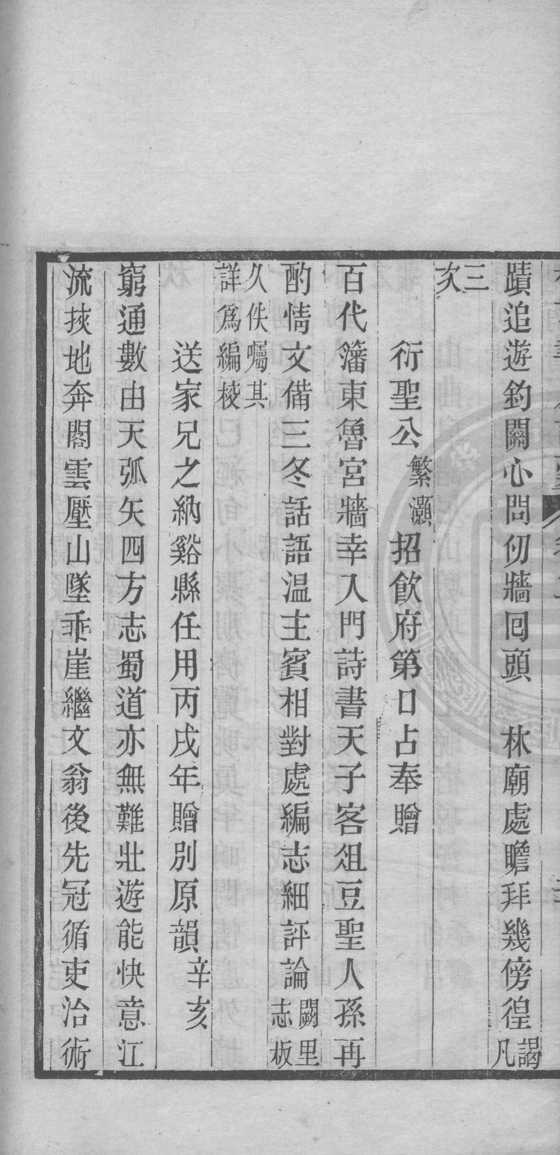 蹟追遊鈞關心問仞牆囘頭　林廟處瞻拜幾傍徨謁凡
三次
衍聖公繁灝招飲府第口占奉贈
百代籓東魯宮牆幸入門詩書天子客俎豆聖人孫再
酌情文備三冬話語溫主賓相對處編志細評論闕里志板
久佚囑其詳爲編校
送家兄之納谿縣任用丙戌年贈別原韻辛亥
窮通數由天弧矢四方志蜀道亦無難壯遊能快意江
流挾地奔閣雲壓山墜乖崖繼文翁後先冠循吏治術